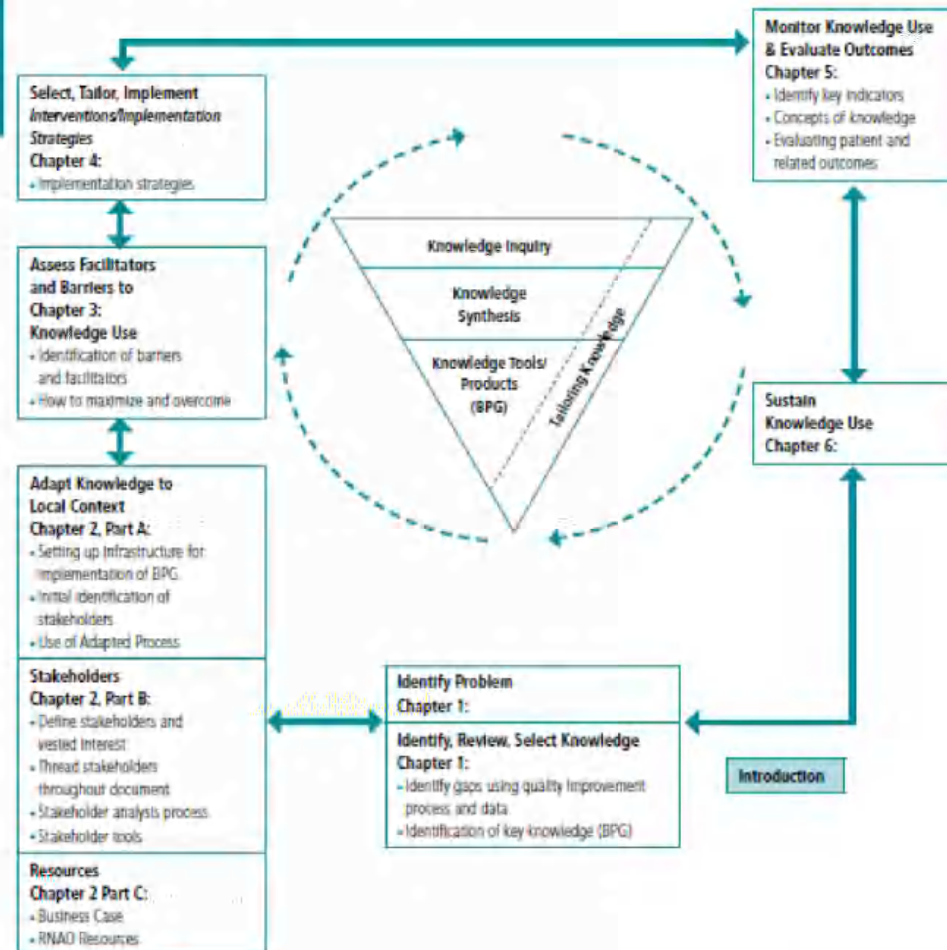 Monitor Knowledge Use
& Evaluate Outcomes
Chapter 5:
• Identify key indicators
• Concepts of knowledge
• Evaluating patient and
related outcomes
Select, Tailor, Implement
Interventions/Implementation
Strategies
Chapter 4:
• Implementation strategies
Assess Facilitators
and Barriers to
Chapter 3:
Knowledge Use
• Identification of barriers
and facilitators
• How to maximize and overcome
Knowledge Inquiry
Knowledge
Synthesis
Knowledge Tools/
Products
(BPG)
Tailoring Knowledge
Sustain
Knowledge Use
Chapter 6:
Adapt Knowledge to
Local Context
Chapter 2, Part A:
• Setting up infrastructure for
implementation of BPG
• Initial identification of
stakeholders
• Use of Adapted Process
Stakeholders
Chapter 2, Part B:
• Define stakeholders and
vested interest
• Thread stakeholders
throughout document
• Stakeholder analysis process
• Stakeholder tools
Resources
Chapter 2 Part C:
• Business Case
• RNAO Resources
Identify Problem
Chapter 1:
Identify, Review, Select Knowledge
Chapter 1:
• Identify gaps using quality improvement
process and data
• Identification of key knowledge (BPG)
Introduction